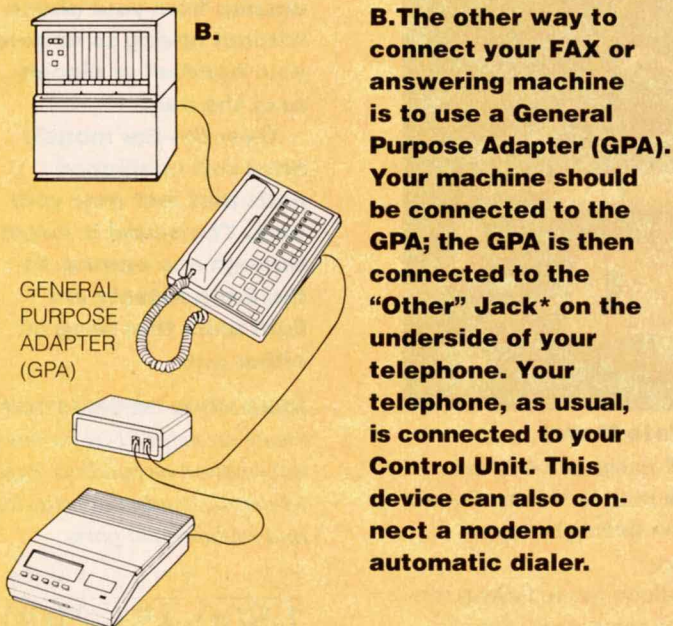 B.
GENERAL
PURPOSE
ADAPTER
(GPA)
B.The other way to
connect your FAX or
answering machine
is to use a General
Purpose Adapter (GPA).
Your machine should
be connected to the
GPA; the GPA is then
connected to the
“Other” Jack* on the
underside of your
telephone. Your
telephone, as usual,
is connected to your
Control Unit. This
device can also con-
nect a modem or
automatic dialer.